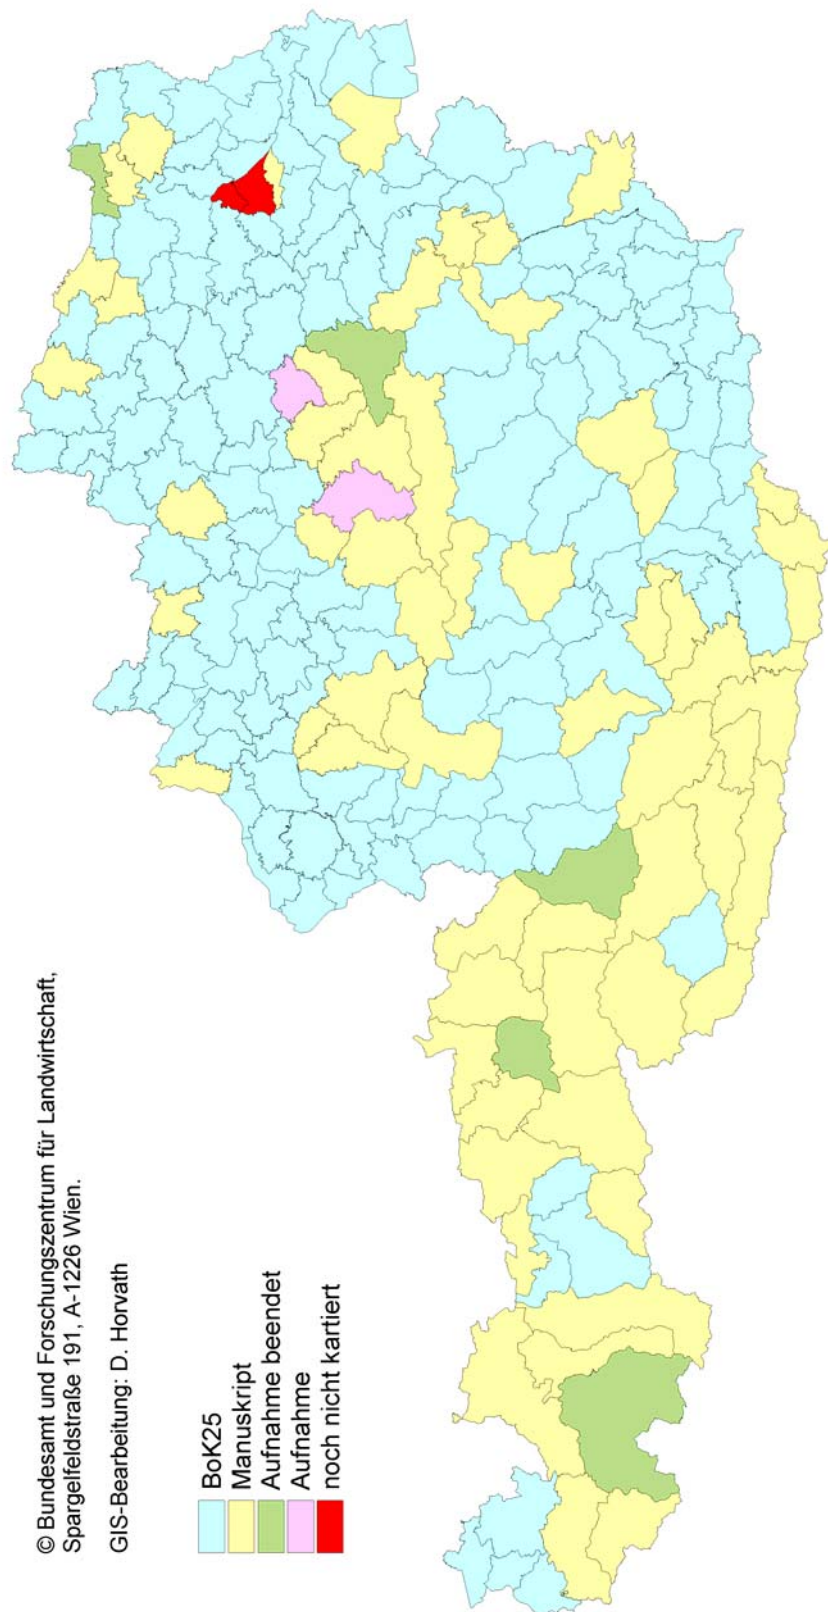 © Bundesamt und Forschungszentrum für Landwirtschaft,
Spargelfeldstraße 191, A-1226 Wien.
GIS-Bearbeitung: D. Horvath
BoK25
Manuskript
Aufnahme beendet
Aufnahme
noch nicht kartiert